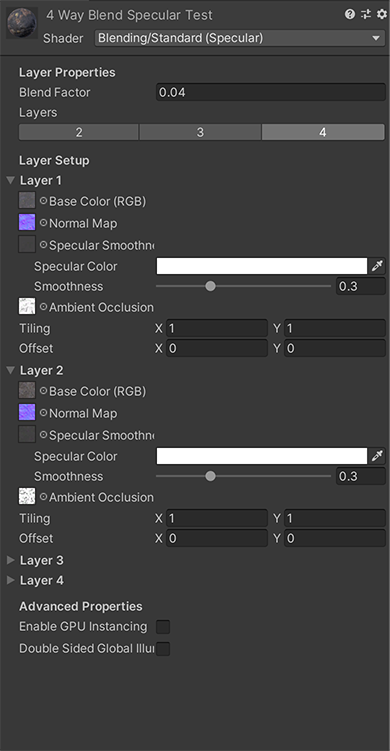 4 Way Blend Specular Test
Shader Blending/Standard (Specular)
Layer Properties
Blend Factor 0.04
Layers
2 3 4
Layer Setup
Layer 1
Base Color (RGB)
Normal Map
Specular Smoothne
Specular Color
Smoothness 0.3
Ambient Occlusion
Tiling X 1 Y 1
Offset X 0 Y 0
Layer 2
Base Color (RGB)
Normal Map
Specular Smoothne
Specular Color
Smoothness 0.3
Ambient Occlusion
Tiling X 1 Y 1
Offset X 0 Y 0
Layer 3
Layer 4
Advanced Properties
Enable GPU Instancing
Double Sided Global Illur